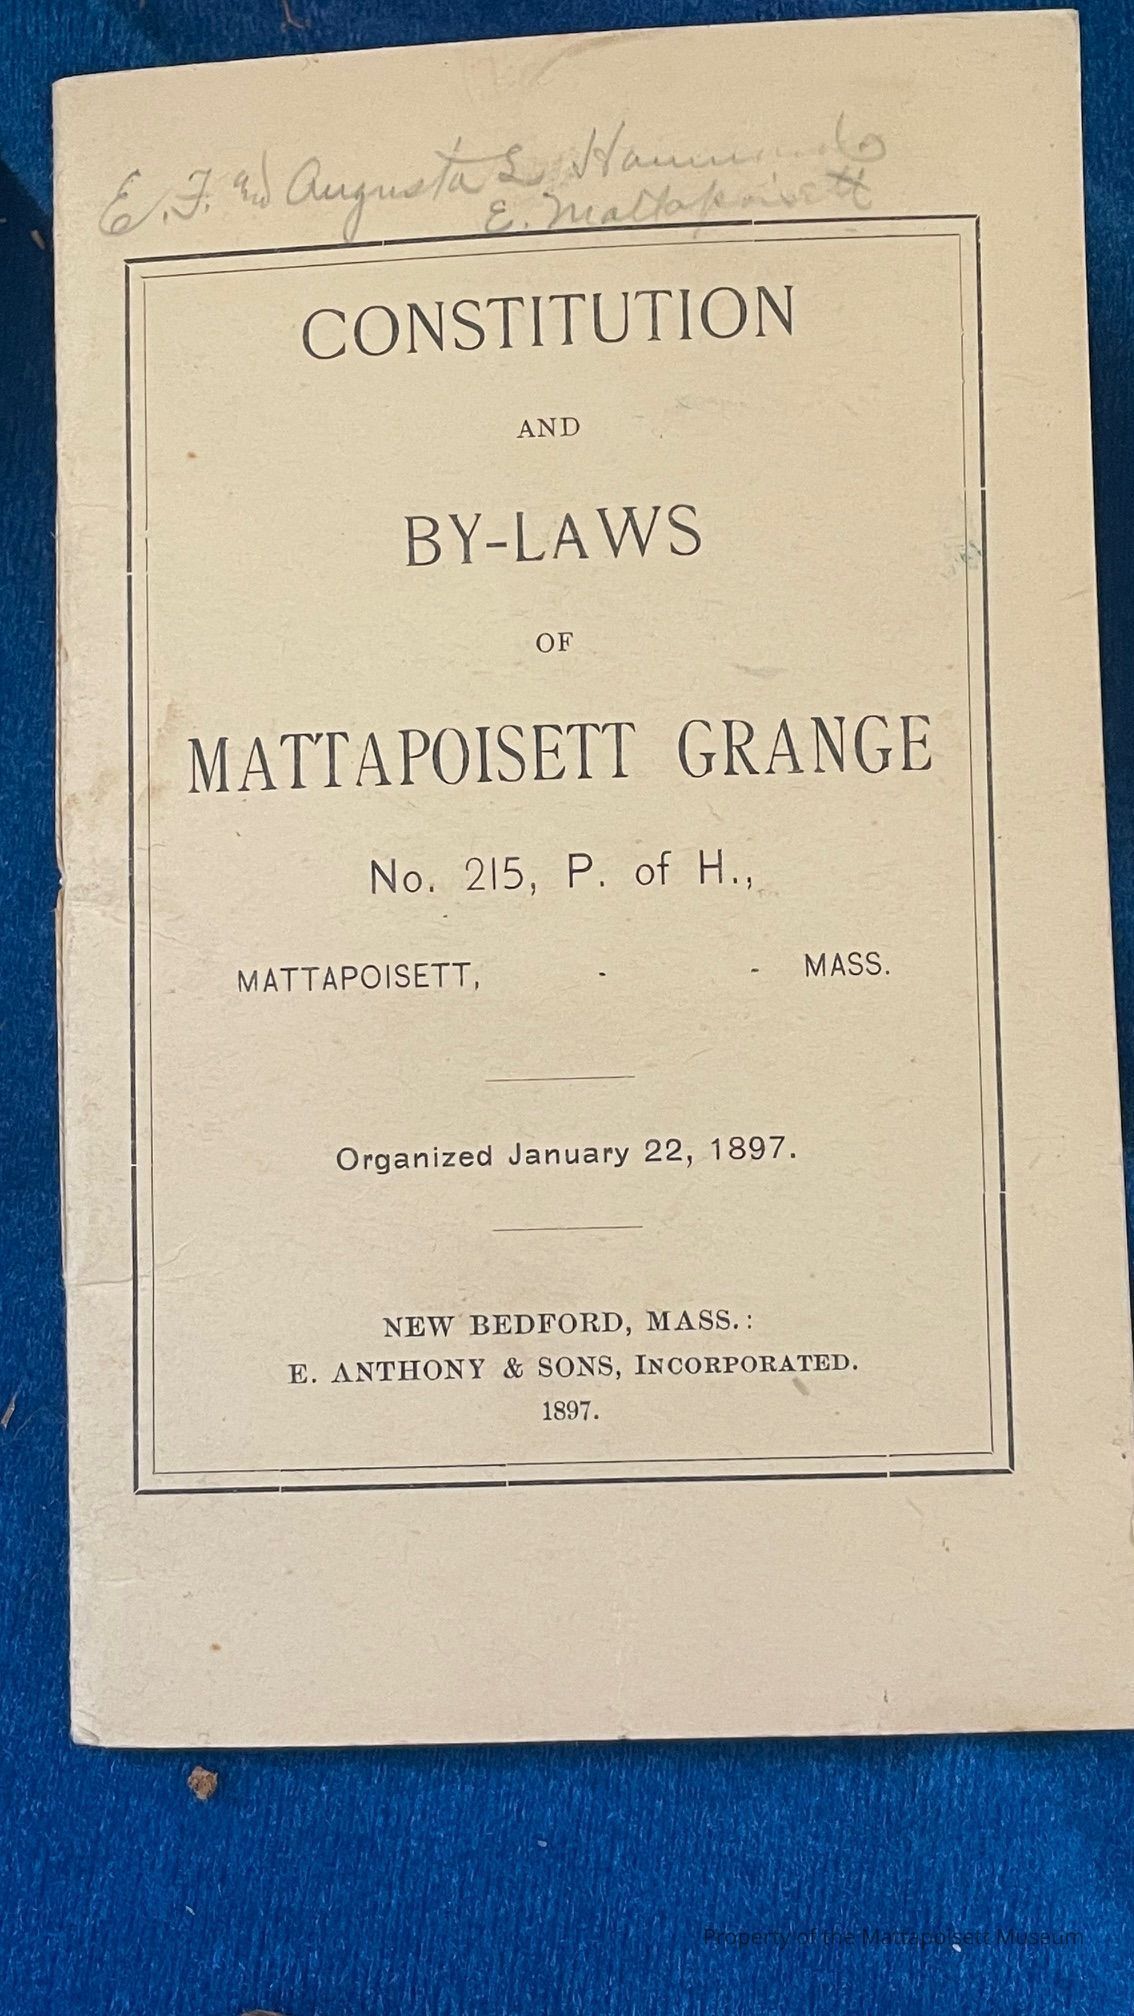 E. F. and Augusta L. Hammonds
E. Mattapoisett
CONSTITUTION
AND
BY-LAWS
OF
MATTAPOISETT GRANGE
No. 215, P. of H.,
MATTAPOISETT, - - MASS.
Organized January 22, 1897.
NEW BEDFORD, MASS.:
E. ANTHONY & SONS, INCORPORATED.
1897.
Property of the Mattapoisett Museum